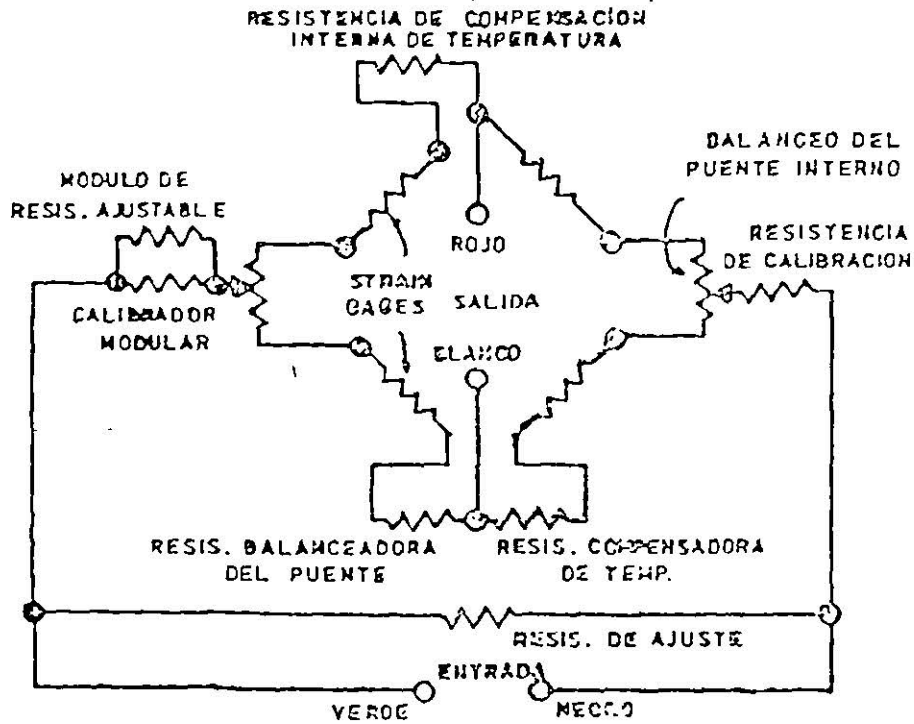 RESISTENCIA DE COMPENSACION
INTERNA DE TEMPERATURA
BALANCEO DEL
PUENTE INTERNO
MODULO DE
RESIS. AJUSTABLE
ROJO
RESISTENCIA
DE CALIBRACION
STRAIN
GAGES
SALIDA
CALIBRADOR
MODULAR
BLANCO
RESIS. BALANCEADORA
DEL PUENTE
RESIS. COMPENSADORA
DE TEMP.
RESIS. DE AJUSTE
ENTRADA
VERDE
NEGRO